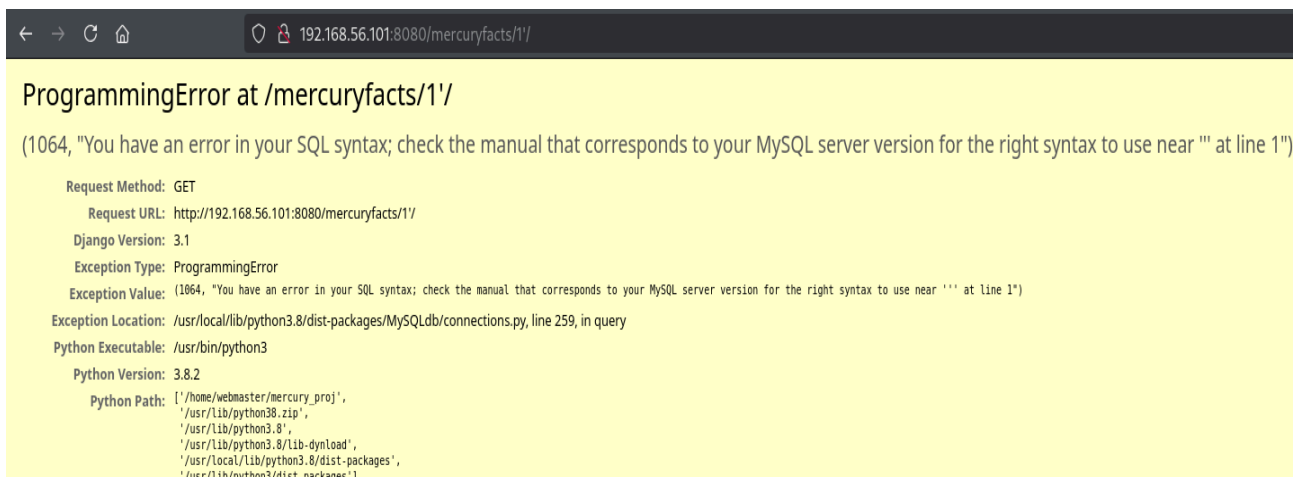 192.168.56.101:8080/mercuryfacts/1'/
ProgrammingError at /mercuryfacts/1'/
(1064, "You have an error in your SQL syntax; check the manual that corresponds to your MySQL server version for the right syntax to use near ''' at line 1")
Request Method: GET
Request URL: http://192.168.56.101:8080/mercuryfacts/1'/
Django Version: 3.1
Exception Type: ProgrammingError
Exception Value: (1064, "You have an error in your SQL syntax; check the manual that corresponds to your MySQL server version for the right syntax to use near ''' at line 1")
Exception Location: /usr/local/lib/python3.8/dist-packages/MySQLdb/connections.py, line 259, in query
Python Executable: /usr/bin/python3
Python Version: 3.8.2
Python Path: ['/home/webmaster/mercury_proj',
'/usr/lib/python38.zip',
'/usr/lib/python3.8',
'/usr/lib/python3.8/lib-dynload',
'/usr/local/lib/python3.8/dist-packages',
'/usr/lib/python3/dist-packages']